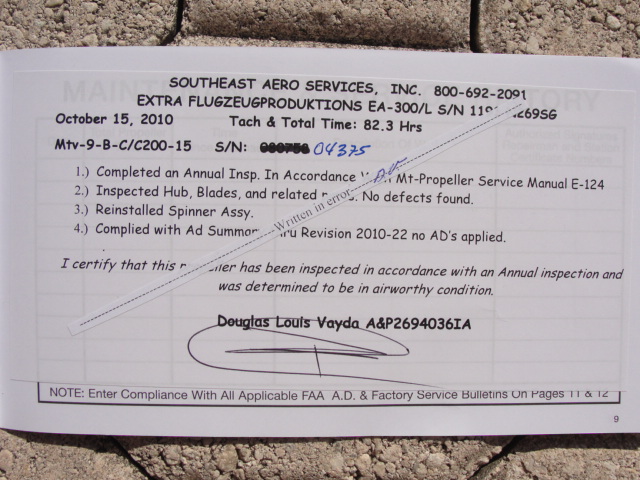 SOUTHEAST AERO SERVICES, INC. 800-692-2091
EXTRA FLUGZEUGPRODUKTIONS EA-300/L S/N 269SG
October 15, 2010 Tach & Total Time: 82.3 Hrs
Mtv-9-B-C/C200-15 S/N: 04375
1.) Completed an Annual Insp. In Accordance Mt-Propeller Service Manual E-124
2.) Inspected Hub, Blades, and related No defects found.
3.) Reinstalled Spinner Assy.
4.) Complied with Ad Summar Revision 2010-22 no AD's applied.
Written in error
I certify that this has been inspected in accordance with an Annual inspection and
was determined to be in airworthy condition.
Douglas Louis Vayda A&P2694036IA
NOTE: Enter Compliance With All Applicable FAA A.D. & Factory Service Bulletins On Pages 11 & 12
9